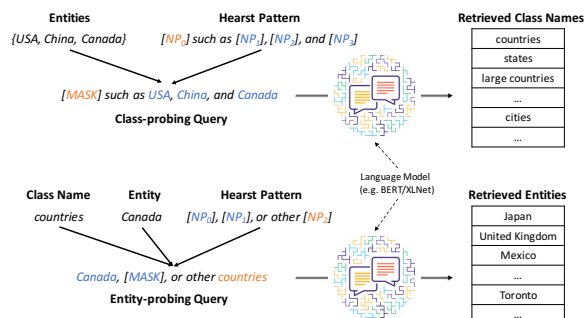 Entities
Hearst Pattern
Retrieved Class Names
{USA, China, Canada}
[NP0] such as [NP1], [NP2], and [NP3]
countries
states
large countries
...
cities
...
[MASK] such as USA, China, and Canada
Class-probing Query
Language Model
(e.g. BERT/XLNet)
Class Name
Entity
Hearst Pattern
Retrieved Entities
countries
Canada
[NP0], [NP1], or other [NP2]
Japan
United Kingdom
Mexico
...
Toronto
...
Canada, [MASK], or other countries
Entity-probing Query